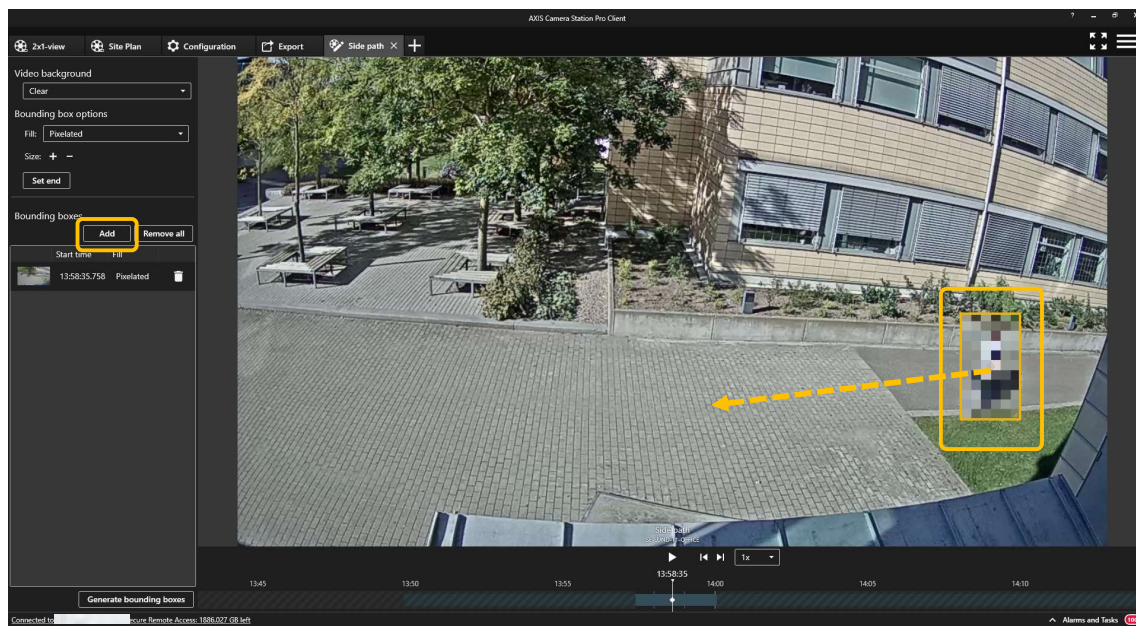 AXIS Camera Station Pro Client
?
2x1-view Site Plan Configuration Export Side path
Video background
Clear
Bounding box options
Fill: Pixelated
Size: + −
Set end
Bounding boxes
Add Remove all
Start time Fill
13:58:35.758 Pixelated
Side path
1x
13:58:35
13:45 13:50 13:55 14:00 14:05 14:10
Generate bounding boxes
Connected to ecure Remote Access: 1886.027 GB left
Alarms and Tasks